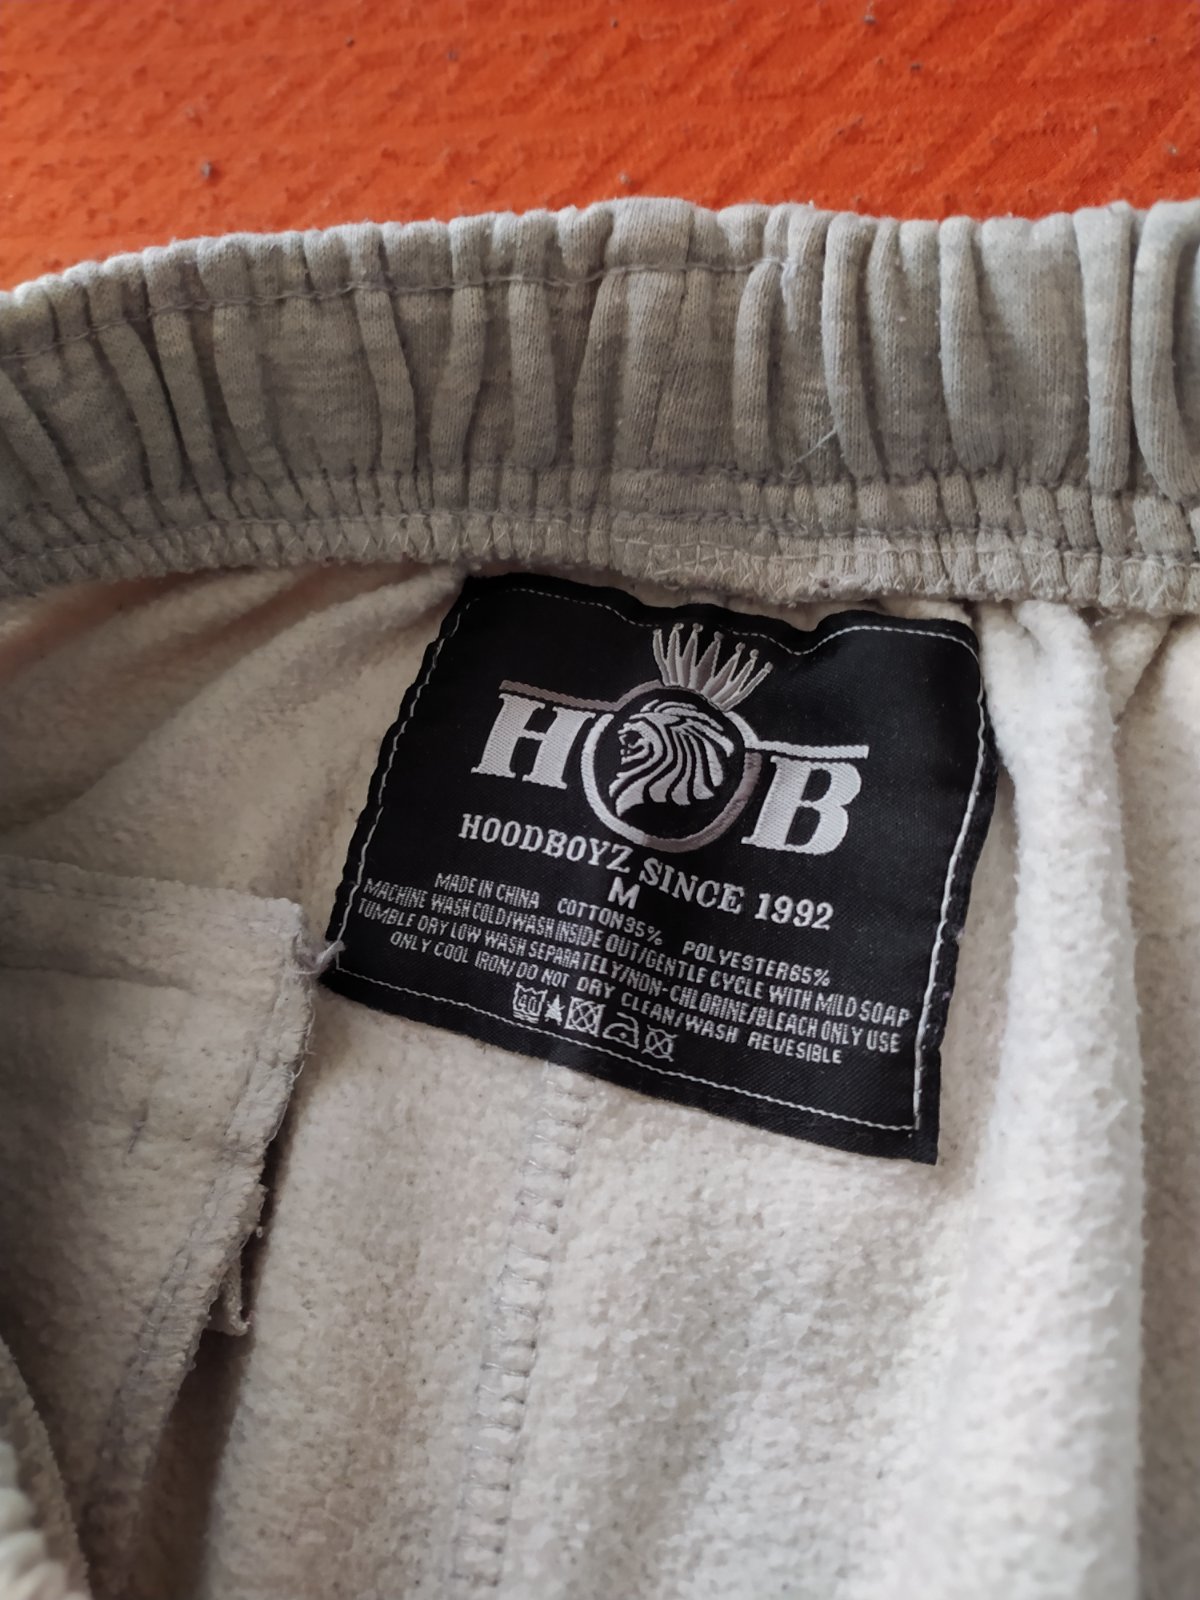 H B
HOODBOYZ SINCE 1992
M
MADE IN CHINA COTTON35% POLYESTER65%
MACHINE WASH COLD/WASH INSIDE OUT/GENTLE CYCLE WITH MILD SOAP
TUMBLE DRY LOW WASH SEPARATELY/NON-CHLORINE/BLEACH ONLY USE
ONLY COOL IRON/DO NOT DRY CLEAN/WASH REVESIBLE
40